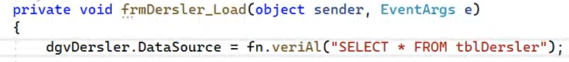 private void frmDersler_Load(object sender, EventArgs e)
{
dgvDersler.DataSource = fn.veriAl("SELECT * FROM tblDersler");